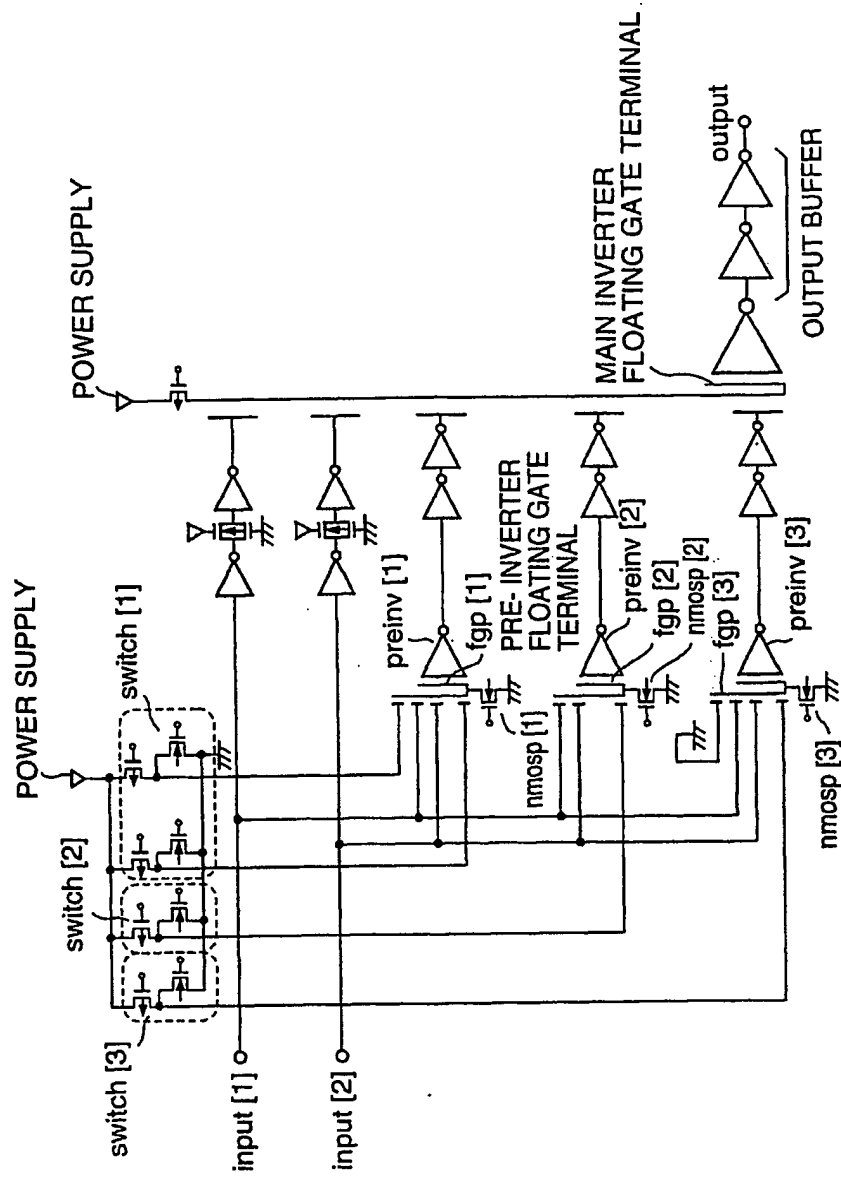 POWER SUPPLY
POWER SUPPLY
switch [3]
switch [2]
switch [1]
input [1]
input [2]
preinv [1]
fgp [1]
PRE- INVERTER
FLOATING GATE
TERMINAL
nmosp [1]
preinv [2]
fgp [2]
nmosp [2]
fgp [3]
preinv [3]
nmosp [3]
MAIN INVERTER
FLOATING GATE TERMINAL
output
OUTPUT BUFFER